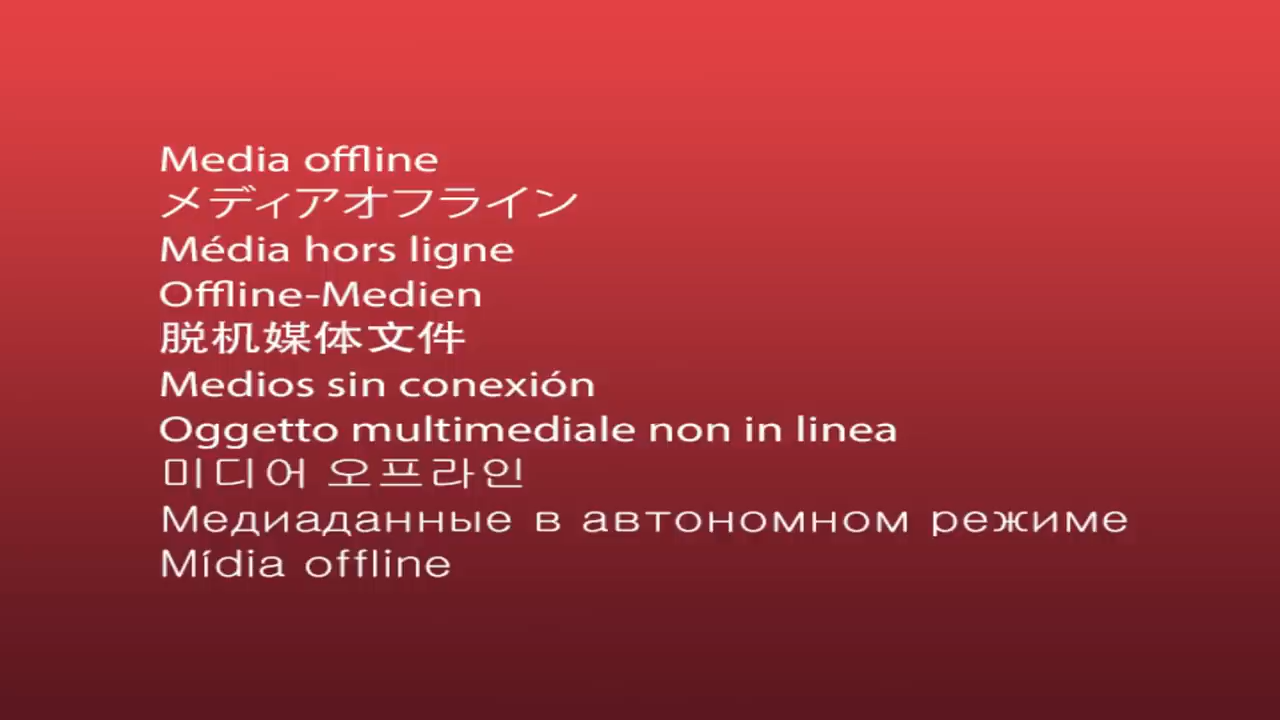 Media offline
メディアオフライン
Média hors ligne
Offline-Medien
脱机媒体文件
Medios sin conexión
Oggetto multimediale non in linea
미디어 오프라인
Медиаданные в автономном режиме
Mídia offline